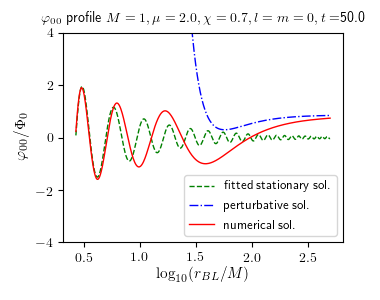 φ₀₀ profile M = 1, μ = 2.0, χ = 0.7, l = m = 0, t =50.0
φ₀₀/Φ₀
4
2
0
−2
−4
fitted stationary sol.
perturbative sol.
numerical sol.
0.5 1.0 1.5 2.0 2.5
log₁₀(r_BL/M)